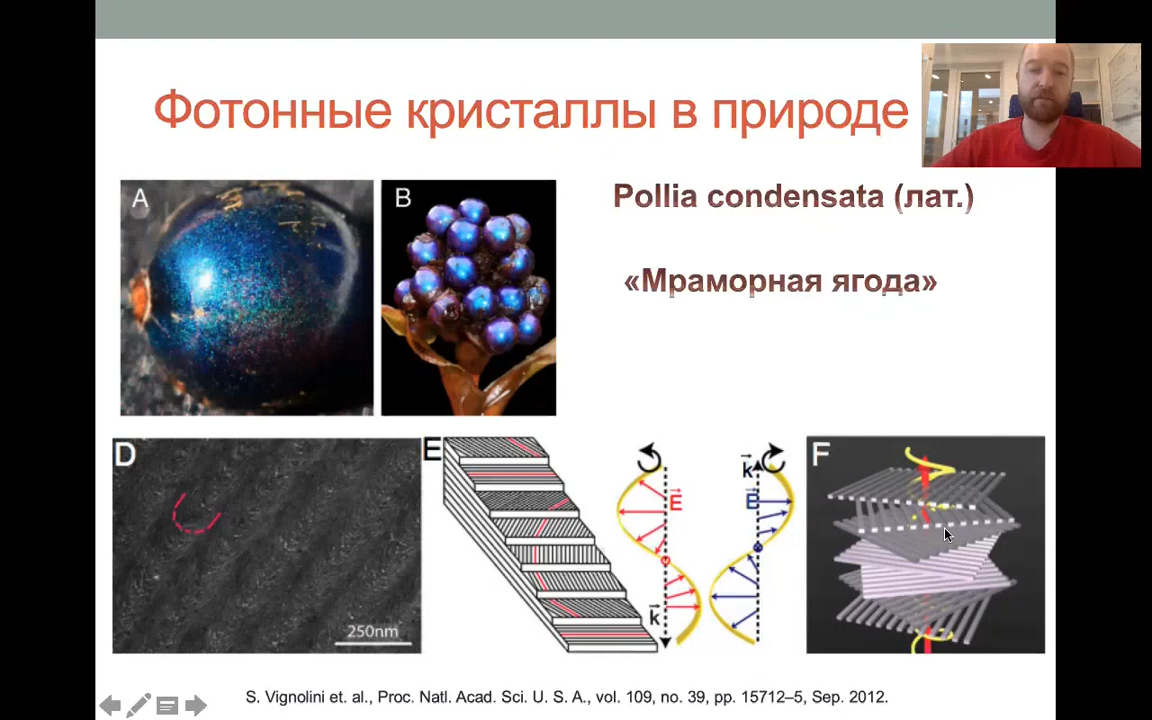 Фотонные кристаллы в природе
A
B
Pollia condensata (лат.)
«Мраморная ягода»
D
250nm
E
E
k
k
E
F
S. Vignolini et. al., Proc. Natl. Acad. Sci. U. S. A., vol. 109, no. 39, pp. 15712–5, Sep. 2012.